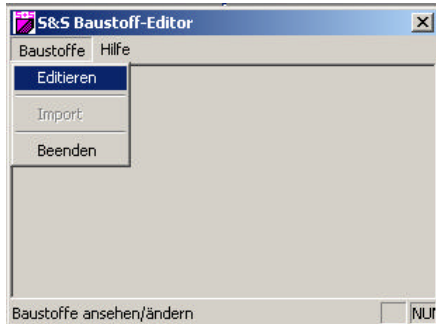 S&S Baustoff-Editor
Baustoffe Hilfe
Editieren
Import
Beenden
Baustoffe ansehen/ändern